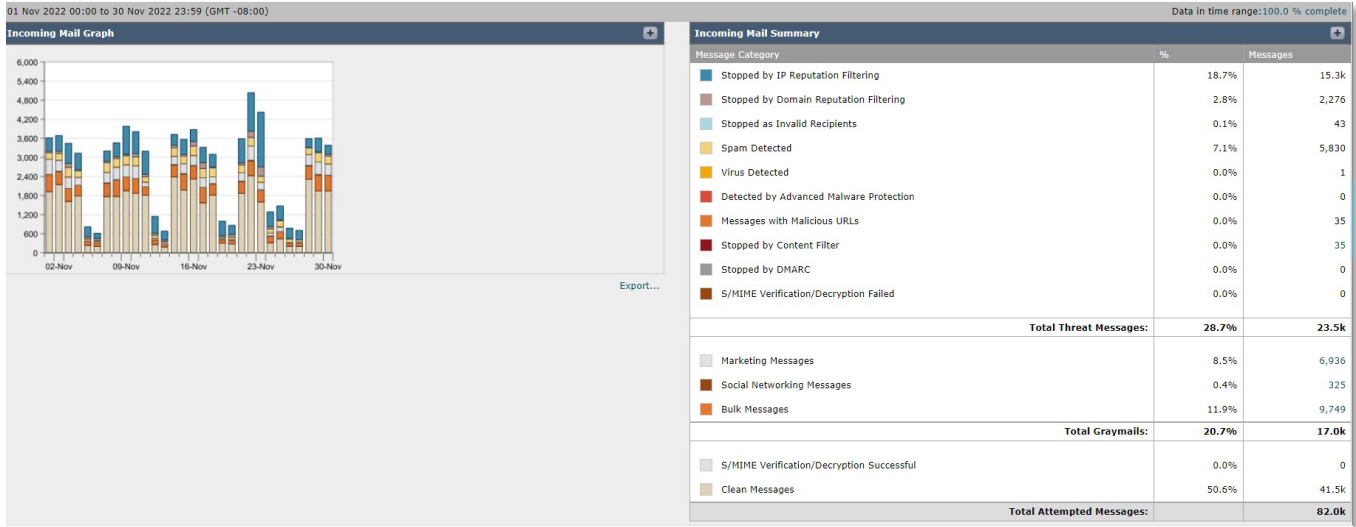 01 Nov 2022 00:00 to 30 Nov 2022 23:59 (GMT -08:00)
Data in time range:100.0 % complete
Incoming Mail Graph
6,000
5,400
4,800
4,200
3,600
3,000
2,400
1,800
1,200
600
0
02-Nov 09-Nov 16-Nov 23-Nov 30-Nov
Export...
Incoming Mail Summary
Message Category % Messages
Stopped by IP Reputation Filtering 18.7% 15.3k
Stopped by Domain Reputation Filtering 2.8% 2,276
Stopped as Invalid Recipients 0.1% 43
Spam Detected 7.1% 5,830
Virus Detected 0.0% 1
Detected by Advanced Malware Protection 0.0% 0
Messages with Malicious URLs 0.0% 35
Stopped by Content Filter 0.0% 35
Stopped by DMARC 0.0% 0
S/MIME Verification/Decryption Failed 0.0% 0
Total Threat Messages: 28.7% 23.5k
Marketing Messages 8.5% 6,936
Social Networking Messages 0.4% 325
Bulk Messages 11.9% 9,749
Total Graymails: 20.7% 17.0k
S/MIME Verification/Decryption Successful 0.0% 0
Clean Messages 50.6% 41.5k
Total Attempted Messages: 82.0k